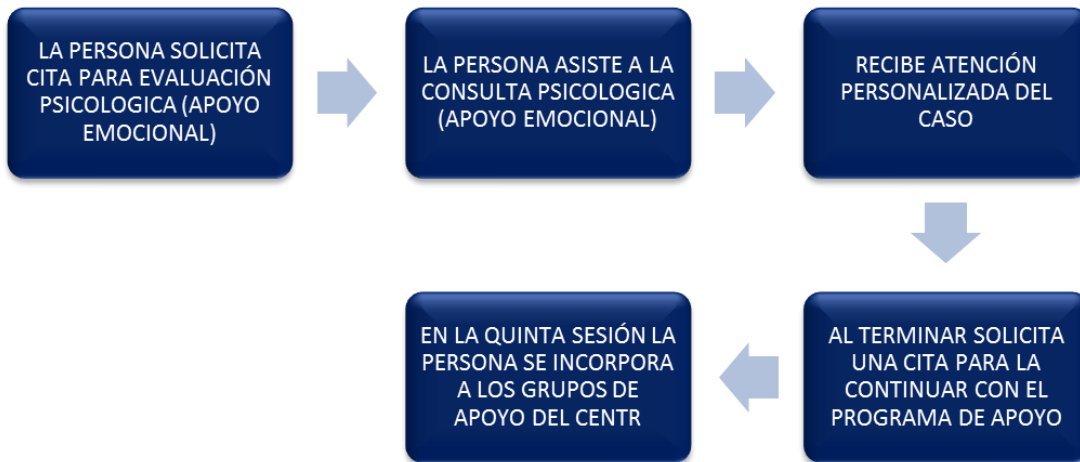 LA PERSONA SOLICITA
CITA PARA EVALUACIÓN
PSICOLOGICA (APOYO
EMOCIONAL)
LA PERSONA ASISTE A LA
CONSULTA PSICOLOGICA
(APOYO EMOCIONAL)
RECIBE ATENCIÓN
PERSONALIZADA DEL
CASO
AL TERMINAR SOLICITA
UNA CITA PARA LA
CONTINUAR CON EL
PROGRAMA DE APOYO
EN LA QUINTA SESIÓN LA
PERSONA SE INCORPORA
A LOS GRUPOS DE
APOYO DEL CENTR